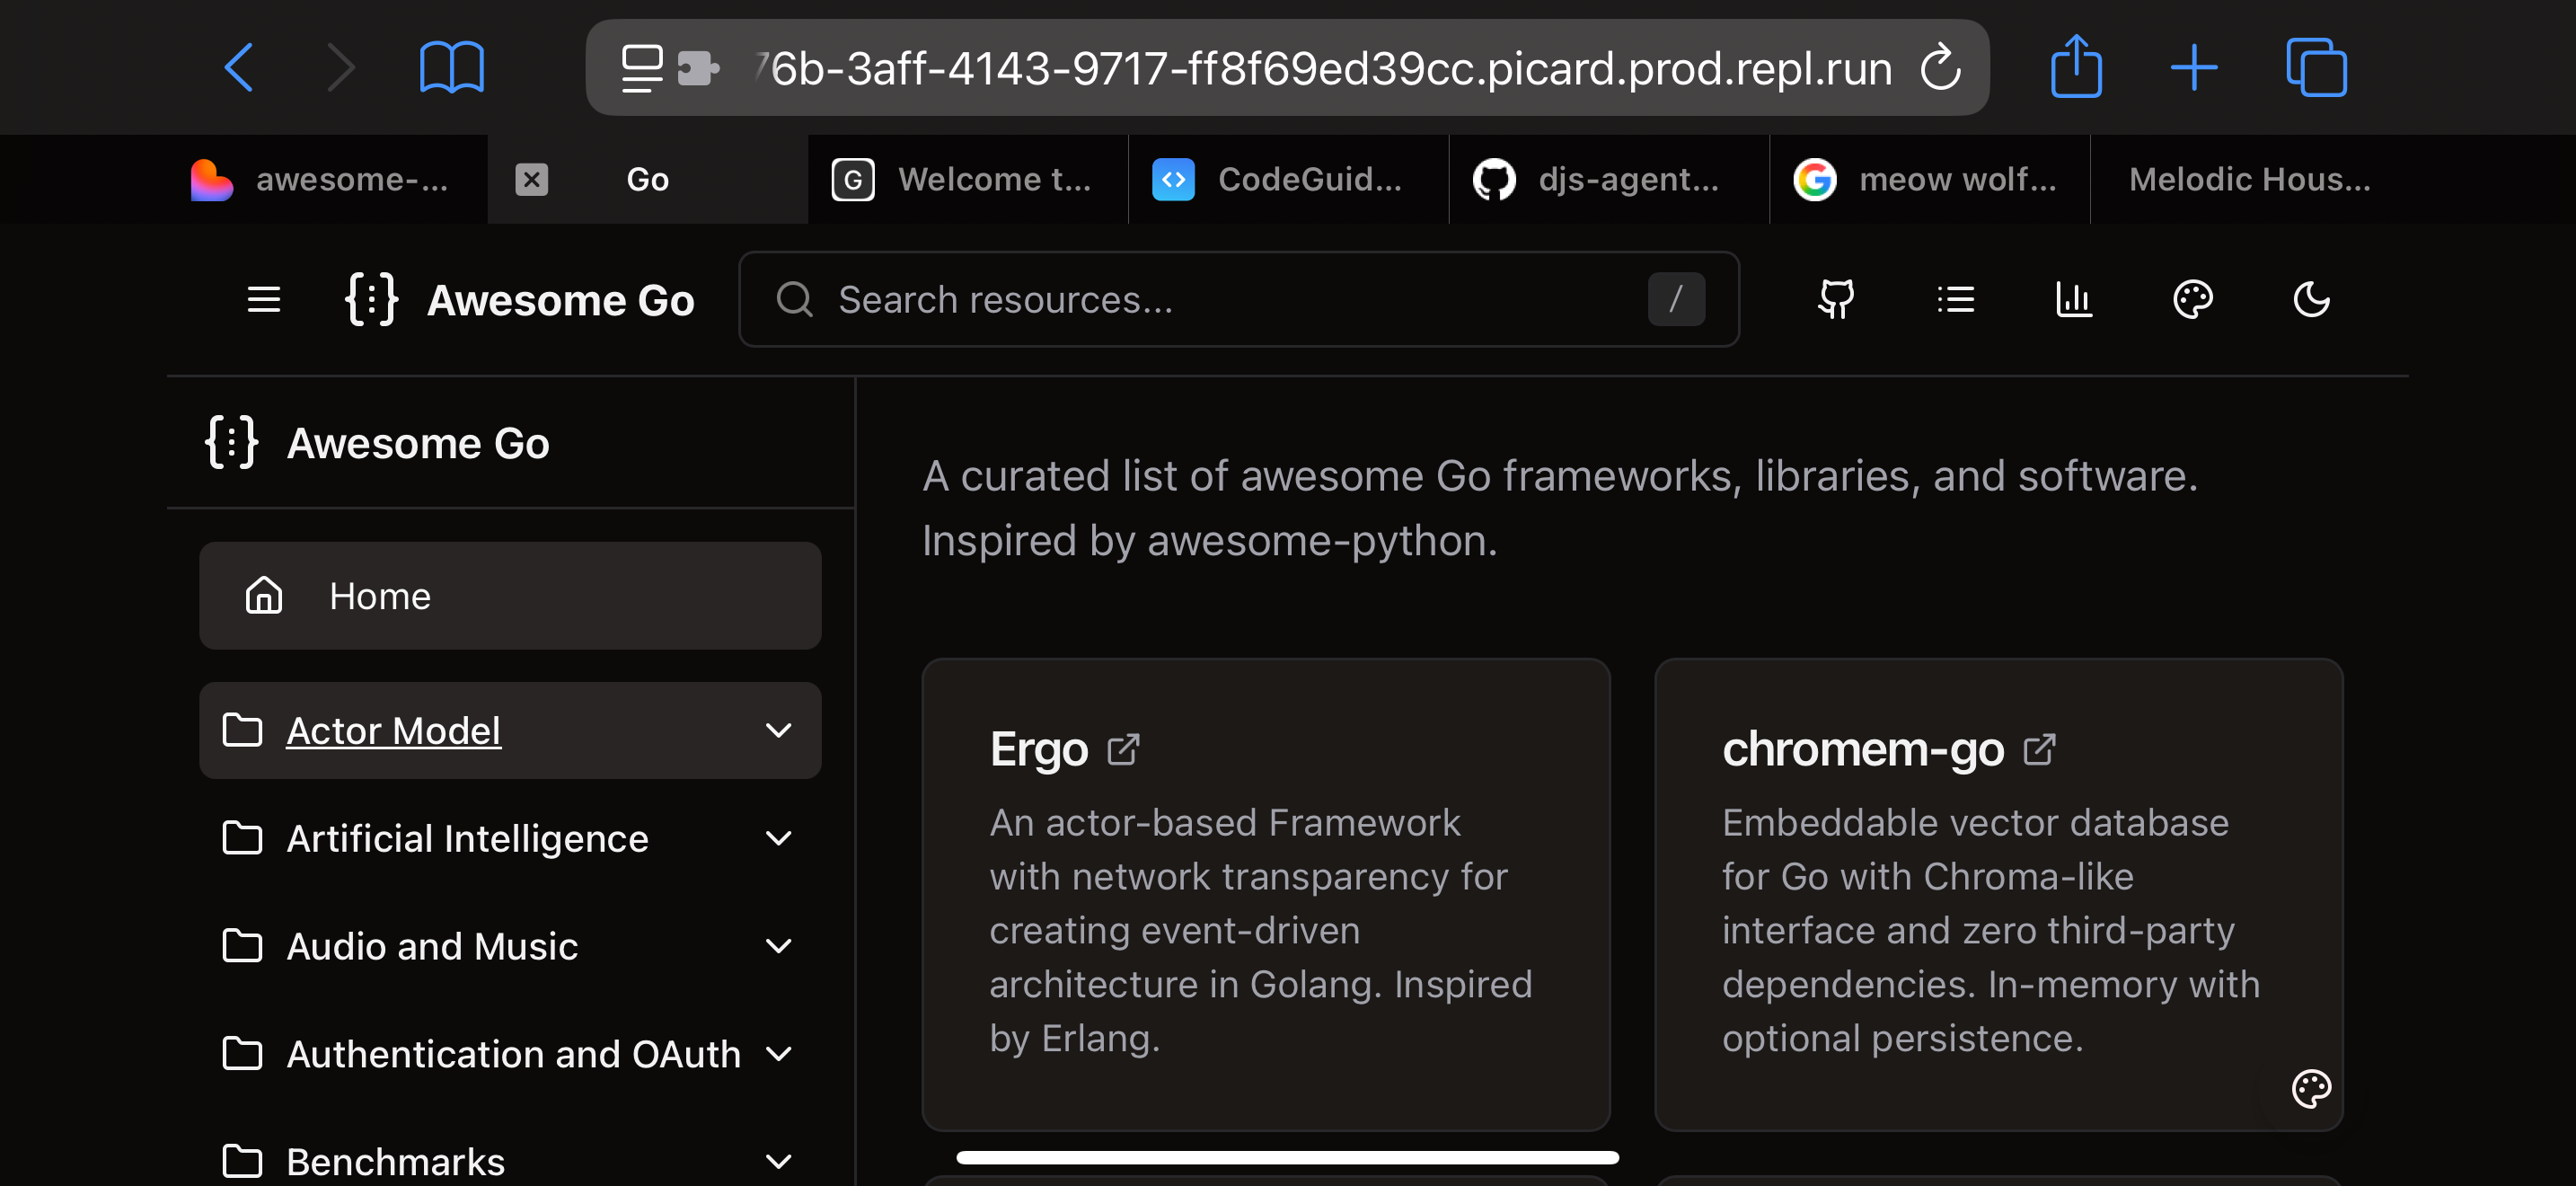 76b-3aff-4143-9717-ff8f69ed39cc.picard.prod.repl.run
awesome-...
Go
G
Welcome t...
CodeGuid...
djs-agent...
meow wolf...
Melodic Hous...
Awesome Go
Search resources...
/
Awesome Go
Home
Actor Model
Artificial Intelligence
Audio and Music
Authentication and OAuth
Benchmarks
A curated list of awesome Go frameworks, libraries, and software.
Inspired by awesome-python.
Ergo
An actor-based Framework
with network transparency for
creating event-driven
architecture in Golang. Inspired
by Erlang.
chromem-go
Embeddable vector database
for Go with Chroma-like
interface and zero third-party
dependencies. In-memory with
optional persistence.